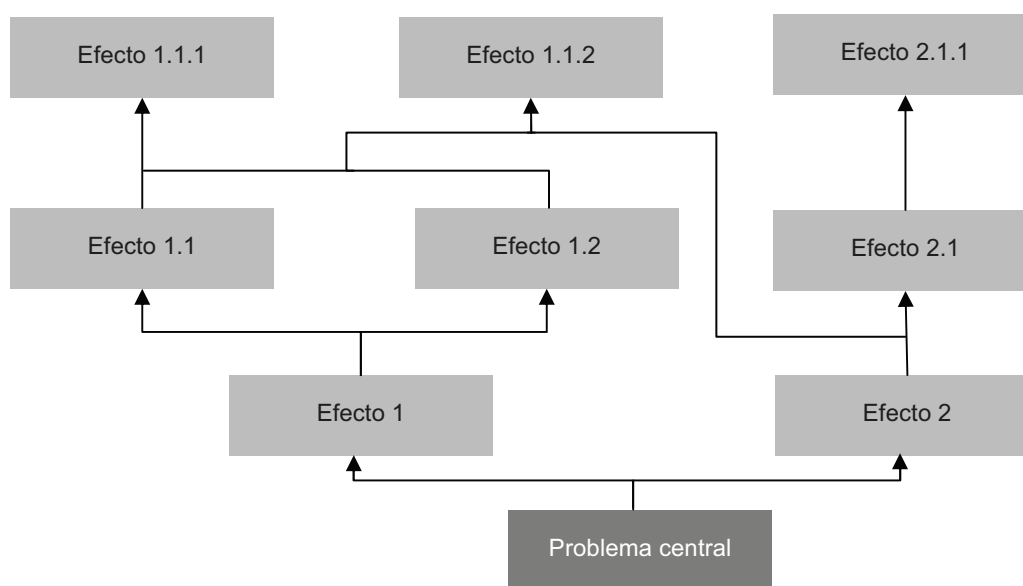 Efecto 1.1.1
Efecto 1.1.2
Efecto 2.1.1
Efecto 1.1
Efecto 1.2
Efecto 2.1
Efecto 1
Efecto 2
Problema central